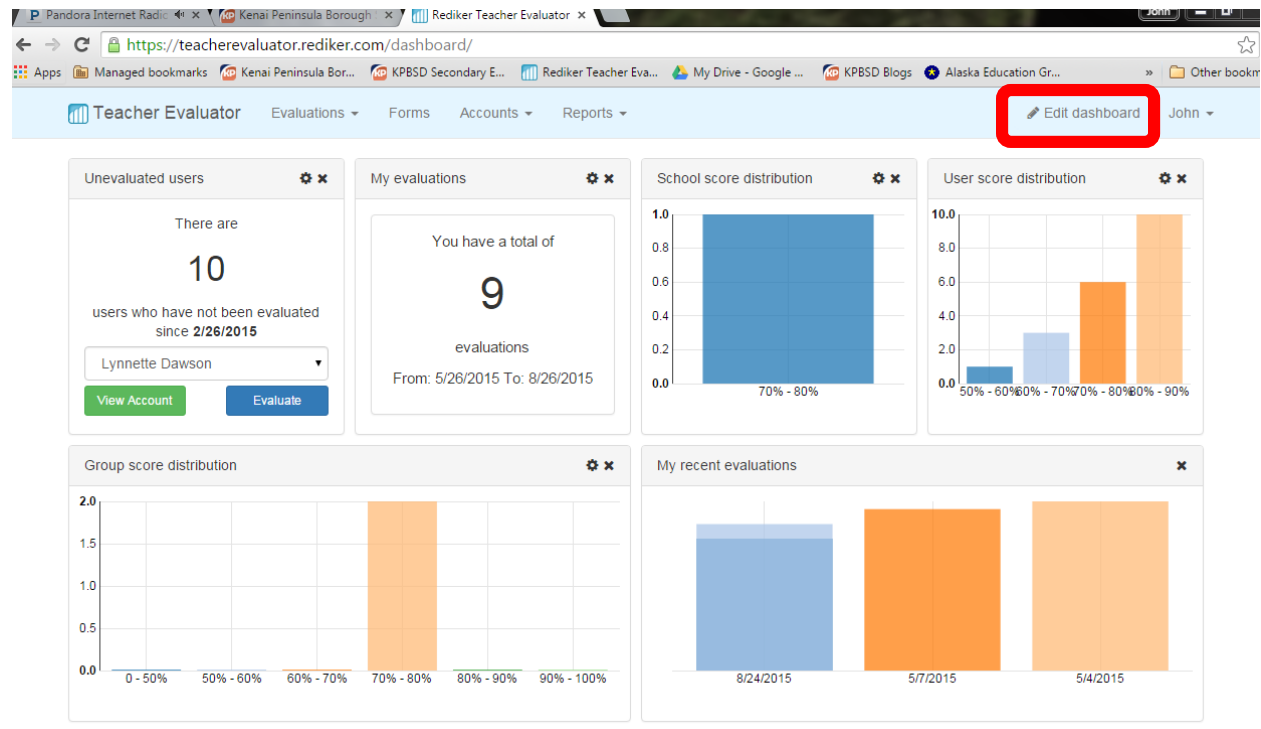 Pandora Internet Radio
Kenai Peninsula Borough
Rediker Teacher Evaluator
John
https://teacherevaluator.rediker.com/dashboard/
Apps Managed bookmarks Kenai Peninsula Bor... KPBSD Secondary E... Rediker Teacher Eva... My Drive - Google ... KPBSD Blogs Alaska Education Gr... » Other bookm
Teacher Evaluator Evaluations Forms Accounts Reports Edit dashboard John
Unevaluated users
There are
10
users who have not been evaluated
since 2/26/2015
Lynnette Dawson
View Account Evaluate
My evaluations
You have a total of
9
evaluations
From: 5/26/2015 To: 8/26/2015
School score distribution
1.0
0.8
0.6
0.4
0.2
0.0
70% - 80%
User score distribution
10.0
8.0
6.0
4.0
2.0
0.0
50% - 60% 60% - 70% 70% - 80% 80% - 90%
Group score distribution
2.0
1.5
1.0
0.5
0.0
0 - 50% 50% - 60% 60% - 70% 70% - 80% 80% - 90% 90% - 100%
My recent evaluations
8/24/2015 5/7/2015 5/4/2015